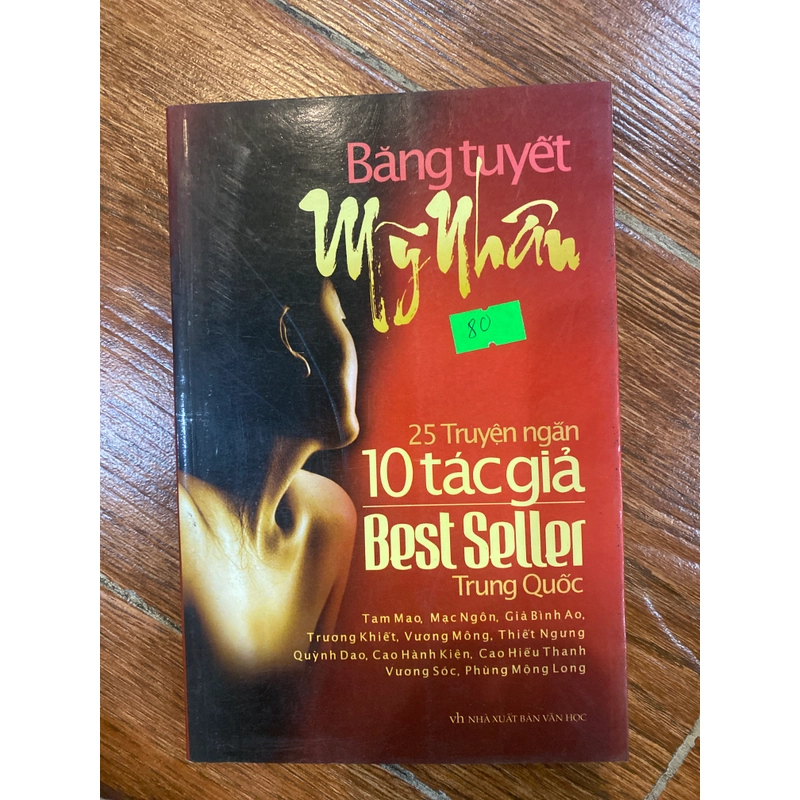 Băng tuyết
Mỹ Nhân
80
25 Truyện ngắn
10 tác giả
Best Seller
Trung Quốc
Tam Mao, Mạc Ngôn, Giả Bình Ao,
Trương Khiết, Vương Mông, Thiết Ngưng
Quỳnh Dao, Cao Hành Kiện, Cao Hiểu Thanh
Vương Sóc, Phùng Mông Long
vh NHÀ XUẤT BẢN VĂN HỌC